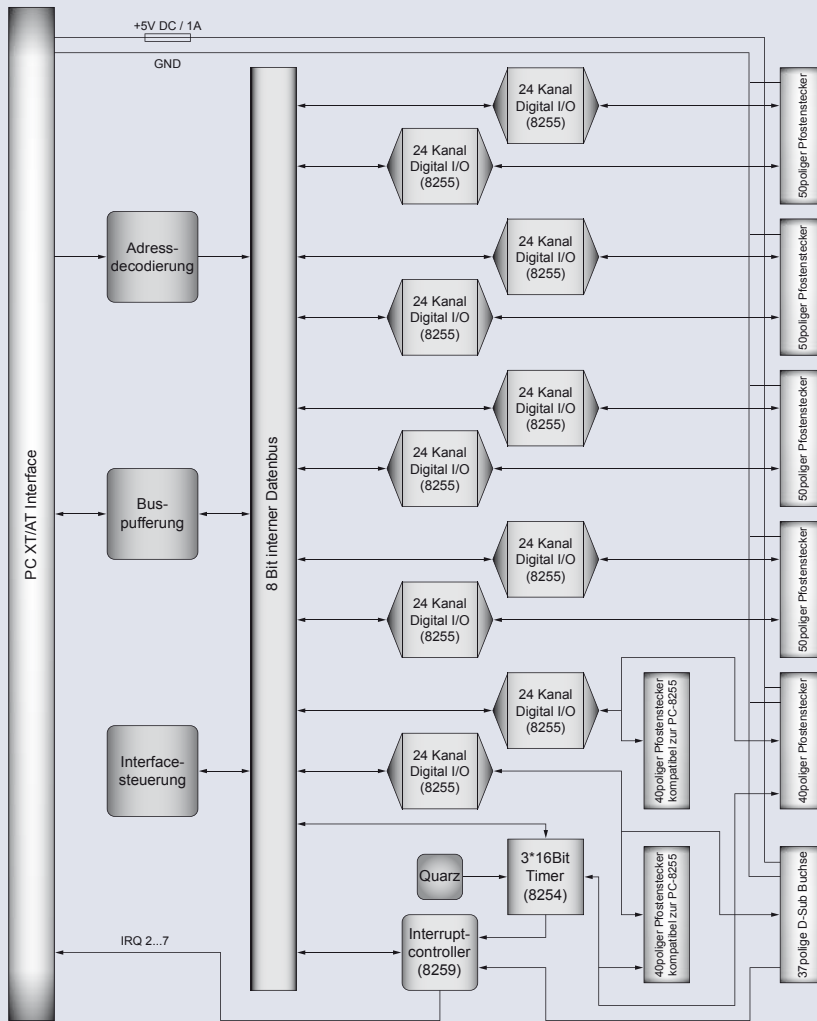 +5V DC / 1A
GND
PC XT/AT Interface
Adress-
decodierung
Bus-
pufferung
Interface-
steuerung
IRQ 2...7
8 Bit interner Datenbus
24 Kanal
Digital I/O
(8255)
24 Kanal
Digital I/O
(8255)
50poliger Pfostenstecker
24 Kanal
Digital I/O
(8255)
24 Kanal
Digital I/O
(8255)
50poliger Pfostenstecker
24 Kanal
Digital I/O
(8255)
24 Kanal
Digital I/O
(8255)
50poliger Pfostenstecker
24 Kanal
Digital I/O
(8255)
24 Kanal
Digital I/O
(8255)
50poliger Pfostenstecker
24 Kanal
Digital I/O
(8255)
40poliger Pfostenstecker
kompatibel zur PC-8255
40poliger Pfostenstecker
24 Kanal
Digital I/O
(8255)
Quarz
3*16Bit
Timer
(8254)
Interrupt-
controller
(8259)
40poliger Pfostenstecker
kompatibel zur PC-8255
37polige D-Sub Buchse